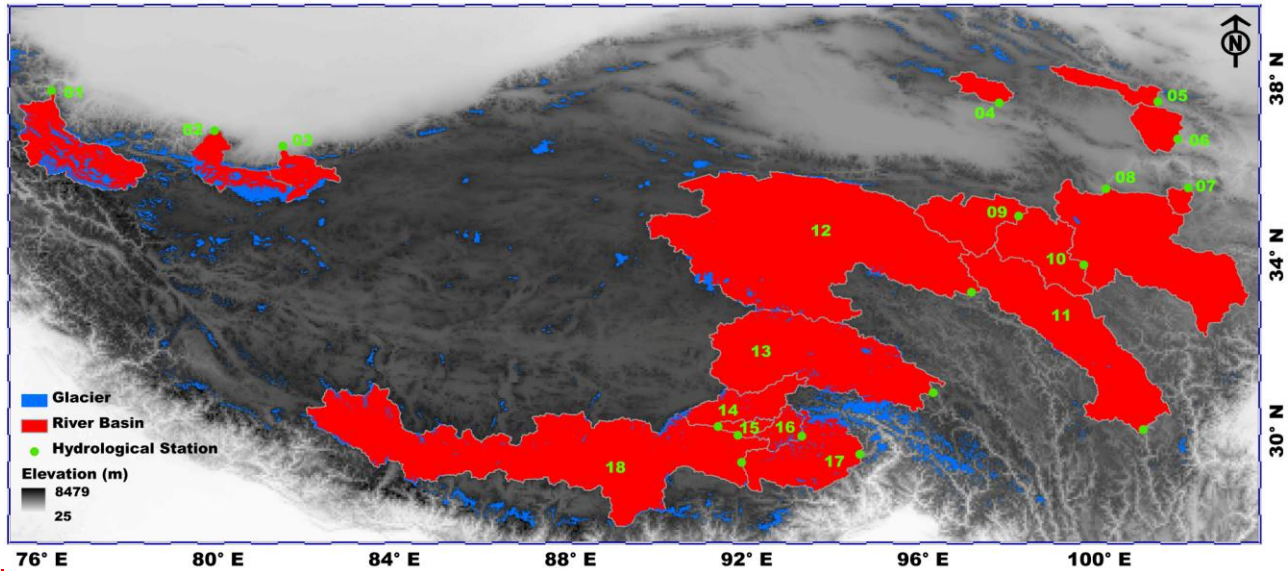 N
01
02
03
04
05
06
07
08
09
10
11
12
13
14
15
16
17
18
38° N
34° N
30° N
Glacier
River Basin
Hydrological Station
Elevation (m)
8479
25
76° E
80° E
84° E
88° E
92° E
96° E
100° E